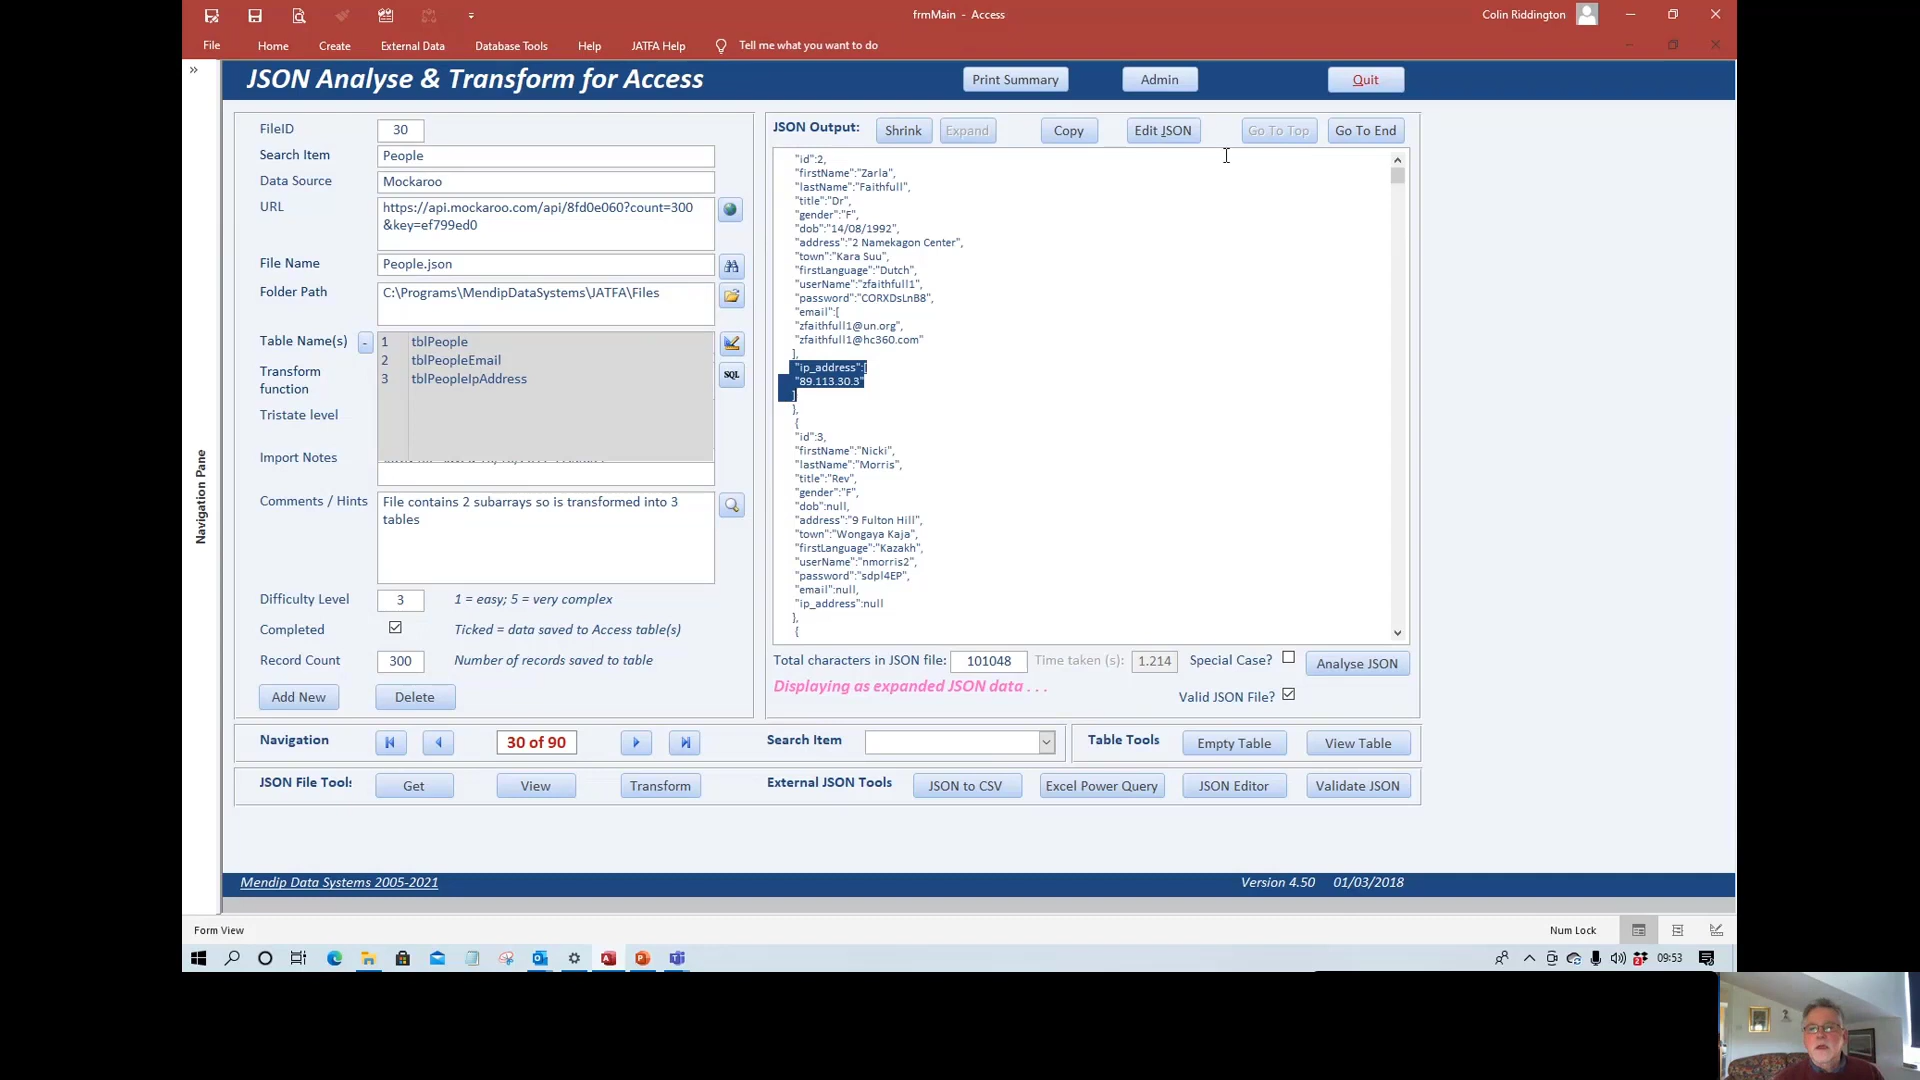 frmMain - Access
Colin Riddington
File Home Create External Data Database Tools Help JATFA Help Tell me what you want to do
»
JSON Analyse & Transform for Access
Print Summary
Admin
Quit
FileID 30
Search Item People
Data Source Mockaroo
URL https://api.mockaroo.com/api/8fd0e060?count=300
&key=ef799ed0
File Name People.json
Folder Path C:\Programs\MendipDataSystems\JATFA\Files
Table Name(s) - 1 tblPeople
2 tblPeopleEmail
3 tblPeopleIpAddress
SQL
Transform
function
Tristate level
Import Notes
Comments / Hints File contains 2 subarrays so is transformed into 3
tables
Difficulty Level 3 1 = easy; 5 = very complex
Completed Ticked = data saved to Access table(s)
Record Count 300 Number of records saved to table
Add New Delete
JSON Output: Shrink Expand Copy Edit JSON Go To Top Go To End
"id":2,
"firstName":"Zarla",
"lastName":"Faithfull",
"title":"Dr",
"gender":"F",
"dob":"14/08/1992",
"address":"2 Namekagon Center",
"town":"Kara Suu",
"firstLanguage":"Dutch",
"userName":"zfaithfull1",
"password":"CORXDsLnB8",
"email":[
"zfaithfull1@un.org",
"zfaithfull1@hc360.com"
],
"ip_address":[
"89.113.30.3"
]
},
{
"id":3,
"firstName":"Nicki",
"lastName":"Morris",
"title":"Rev",
"gender":"F",
"dob":null,
"address":"9 Fulton Hill",
"town":"Wongaya Kaja",
"firstLanguage":"Kazakh",
"userName":"nmorris2",
"password":"sdpl4EP",
"email":null,
"ip_address":null
},
{
Total characters in JSON file: 101048 Time taken (s): 1.214 Special Case? Analyse JSON
Displaying as expanded JSON data . . .
Valid JSON File?
Navigation 30 of 90 Search Item Table Tools Empty Table View Table
JSON File Tools Get View Transform External JSON Tools JSON to CSV Excel Power Query JSON Editor Validate JSON
Mendip Data Systems 2005-2021
Version 4.50 01/03/2018
Navigation Pane
Form View
Num Lock
09:53